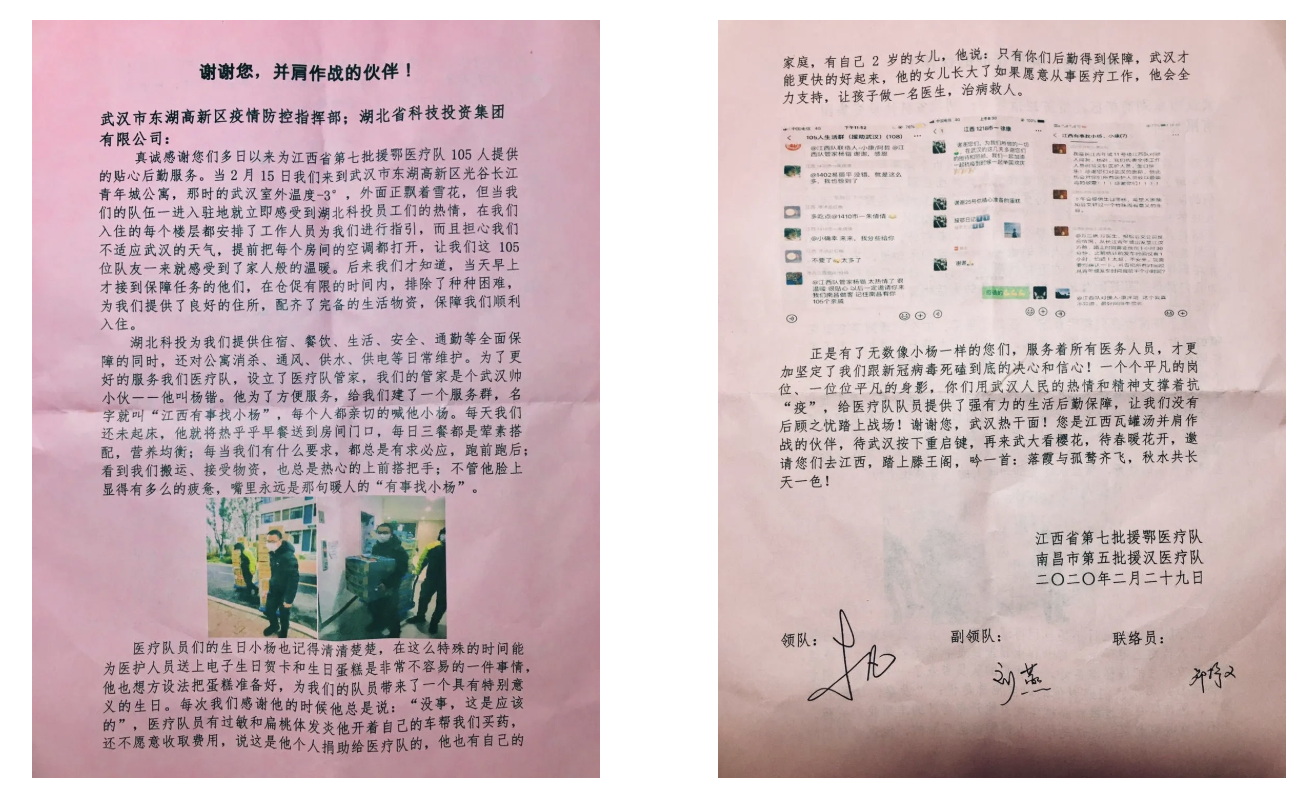 谢谢您，并肩作战的伙伴！
武汉市东湖高新区疫情防控指挥部；湖北省科技投资集团
有限公司：
真诚感谢您们多日以来为江西省第七批援鄂医疗队 105 人提供
的贴心后勤服务。当 2 月 15 日我们来到武汉市东湖高新区光谷长江
青年城公寓，那时的武汉室外温度-3°，外面正飘着雪花，但当我
们的队伍一进入驻地就立即感受到湖北科投员工们的热情，在我们
入住的每个楼层都安排了工作人员为我们进行指引，而且担心我们
不适应武汉的天气，提前把每个房间的空调都打开，让我们这 105
位队友一来就感受到了家人般的温暖。后来我们才知道，当天早上
才接到保障任务的他们，在仓促有限的时间内，排除了种种困难，
为我们提供了良好的住所，配齐了完备的生活物资，保障我们顺利
入住。
湖北科投为我们提供住宿、餐饮、生活、安全、通勤等全面保
障的同时，还对公寓消杀、通风、供水、供电等日常维护。为了更
好的服务我们医疗队，设立了医疗队管家，我们的管家是个武汉帅
小伙——他叫杨锴。他为了方便服务，给我们建了一个服务群，名
字就叫“江西有事找小杨”，每个人都亲切的喊他小杨。每天我们
还未起床，他就将热乎乎早餐送到房间门口，每日三餐都是荤素搭
配，营养均衡；每当我们有什么要求，都总是有求必应，跑前跑后；
看到我们搬运、接受物资，也总是热心的上前搭把手；不管他脸上
显得有多么的疲惫，嘴里永远是那句暖人的“有事找小杨”。
医疗队员们的生日小杨也记得清清楚楚，在这么特殊的时间能
为医护人员送上电子生日贺卡和生日蛋糕是非常不容易的一件事情，
他也想方设法把蛋糕准备好，为我们的队员带来了一个具有特别意
义的生日。每次我们感谢他的时候他总是说：“没事，这是应该
的”，医疗队员有过敏和扁桃体发炎他开着自己的车帮我们买药，
还不愿意收取费用，说这是他个人捐助给医疗队的，他也有自己的
家庭，有自己 2 岁的女儿，他说：只有你们后勤得到保障，武汉才
能更快的好起来，他的女儿长大了如果愿意从事医疗工作，他会全
力支持，让孩子做一名医生，治病救人。
105人生活群（援助武汉）(108)
多吃点@1410市一朱倩倩
不要了 太多了
105个亲戚
正是有了无数像小杨一样的您们，服务着所有医务人员，才更
加坚定了我们跟新冠病毒死磕到底的决心和信心！一个个平凡的岗
位、一位位平凡的身影，你们用武汉人民的热情和精神支撑着抗
“疫”，给医疗队队员提供了强有力的生活后勤保障，让我们没有
后顾之忧踏上战场！谢谢您，武汉热干面！您是江西瓦罐汤并肩作
战的伙伴，待武汉按下重启键，再来武大看樱花，待春暖花开，邀
请您们去江西，踏上滕王阁，吟一首：落霞与孤鹜齐飞，秋水共长
天一色！
江西省第七批援鄂医疗队
南昌市第五批援汉医疗队
二〇二〇年二月二十九日
领队： 副领队： 联络员：
刘燕